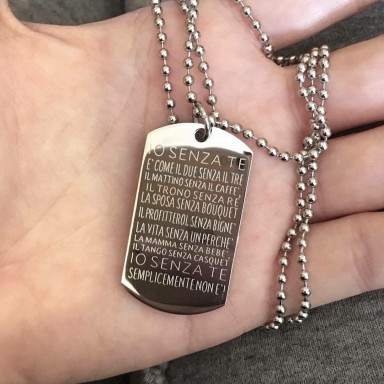 IO SENZA TE
E' COME IL DUE SENZA IL TRE
IL MATTINO SENZA IL CAFFE'
IL TRONO SENZA RE
LA SPOSA SENZA BOUQUET
IL PROFITTEROL SENZA BIGNE'
LA VITA SENZA UN PERCHE'
LA MAMMA SENZA BEBE'
IL TANGO SENZA CASQUE'
IO SENZA TE
SEMPLICEMENTE NON E'!